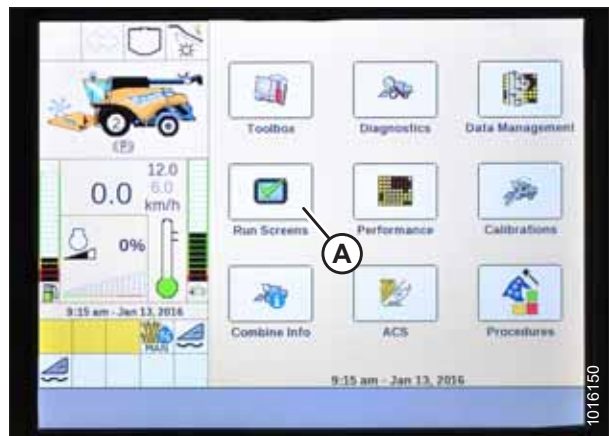 2
(P)
12.0
0.0
6.0
km/h
0%
9:15 am - Jan 13, 2016
MAN
Toolbox
Diagnostics
Data Management
Run Screens
Performance
Calibrations
A
Combine Info
ACS
Procedures
9:15 am - Jan 13, 2016
1016150